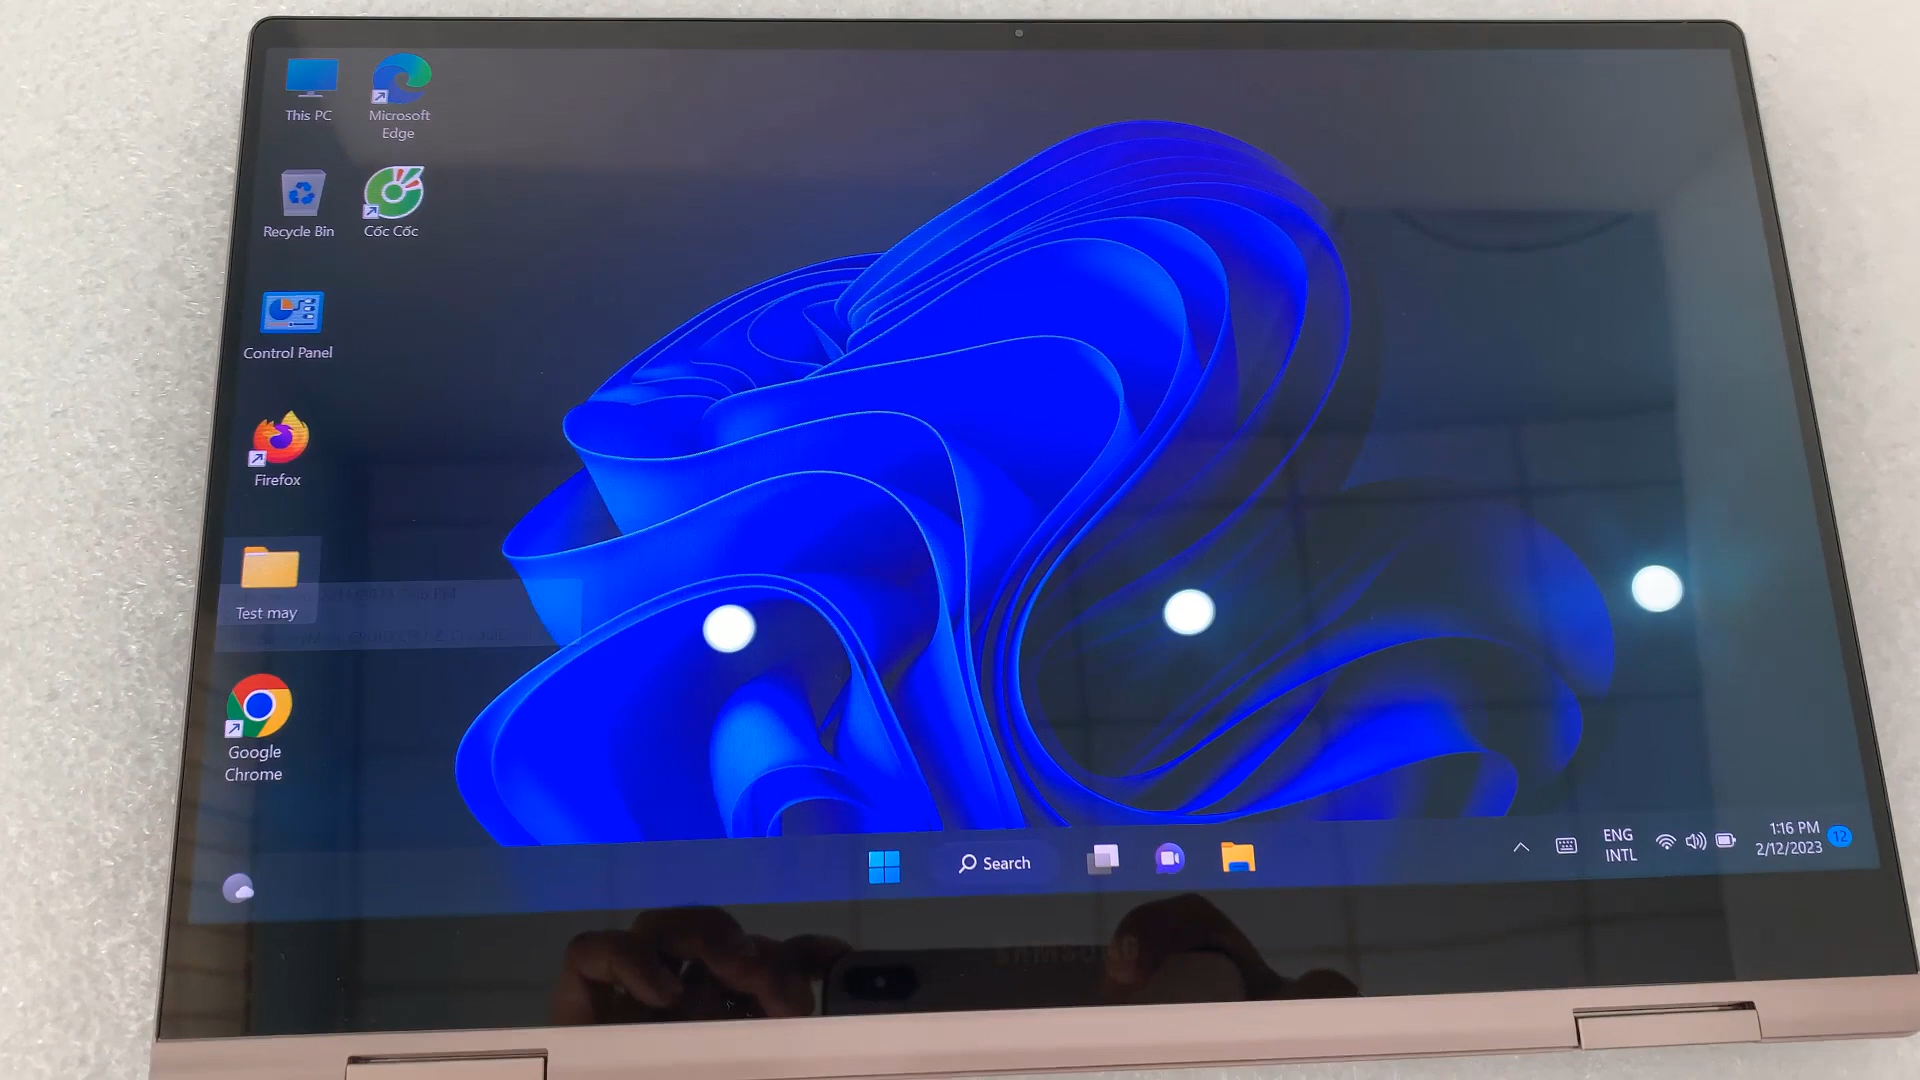 This PC
Microsoft
Edge
Recycle Bin
Cốc Cốc
Control Panel
Firefox
Test may
Google
Chrome
Search
ENG
INTL
1:16 PM
2/12/2023
12
SAMSUNG